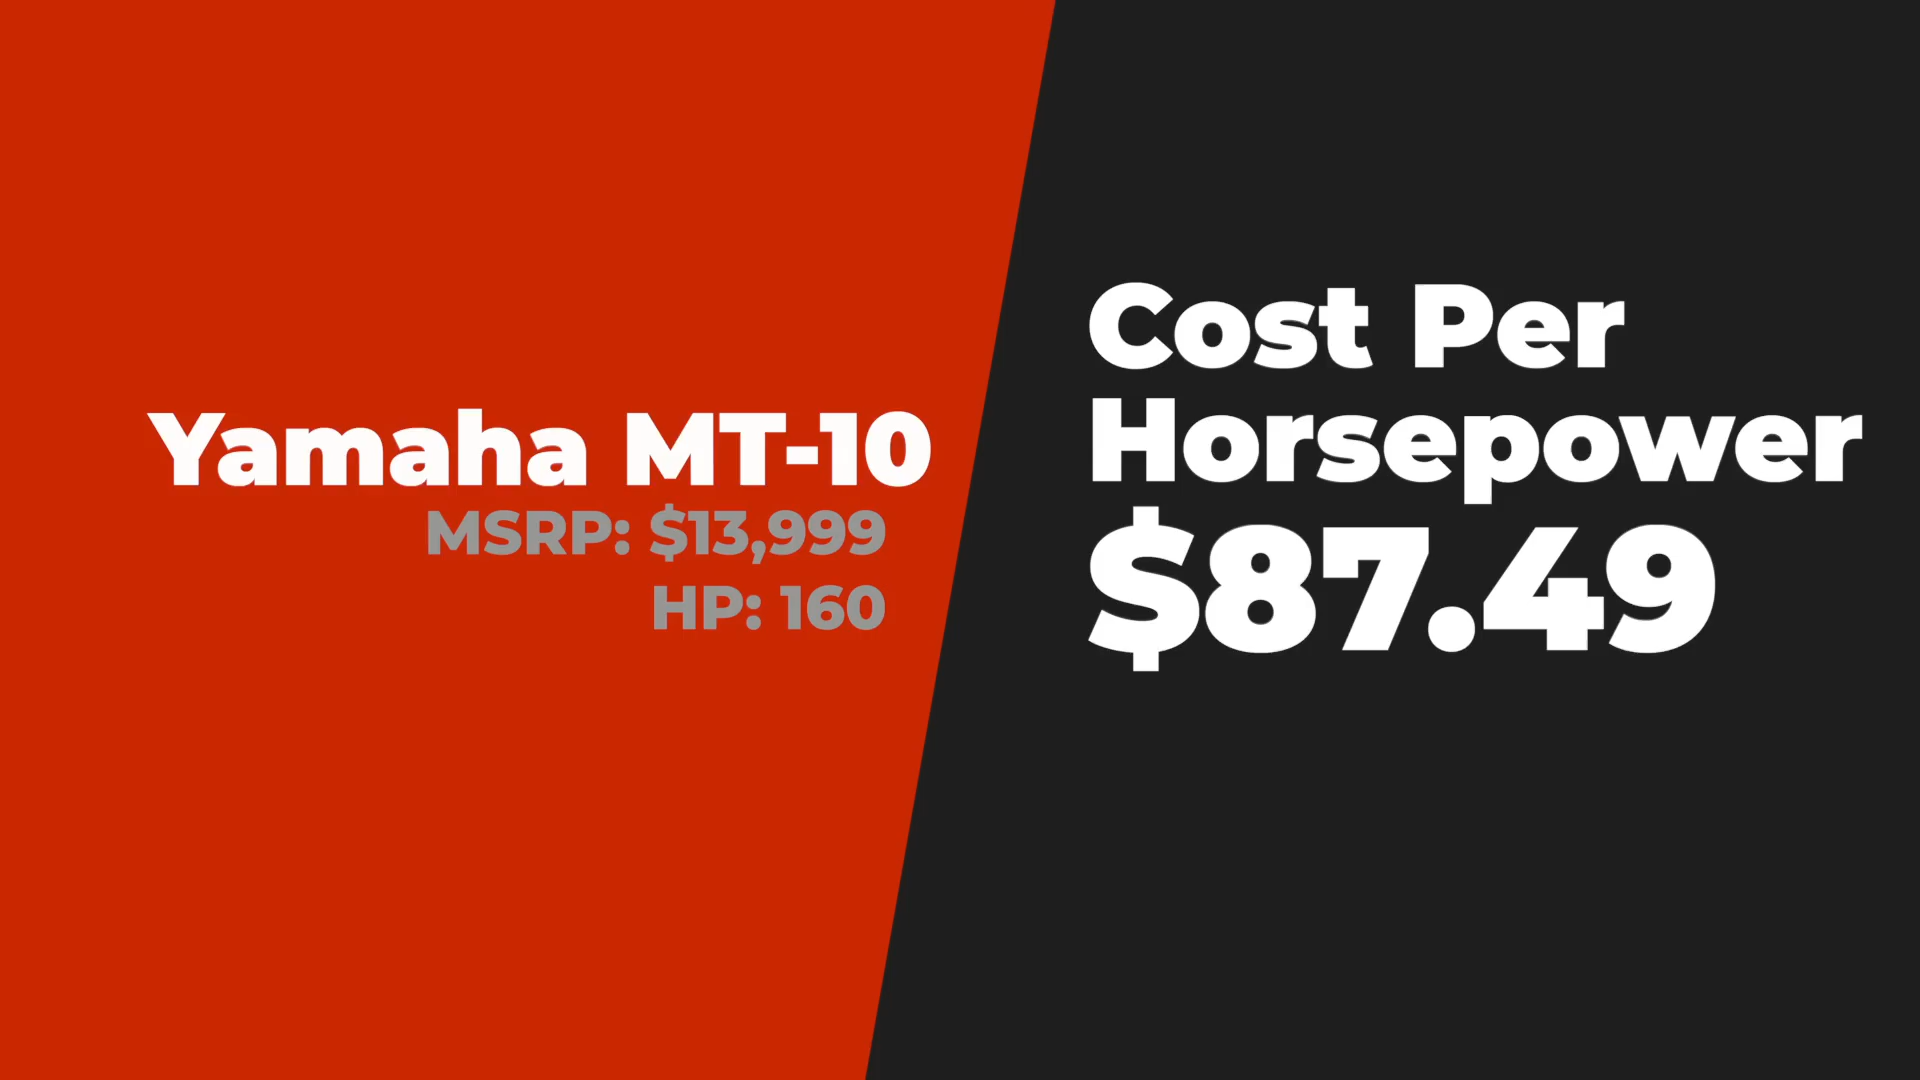 Yamaha MT-10
MSRP: $13,999
HP: 160
Cost Per
Horsepower
$87.49